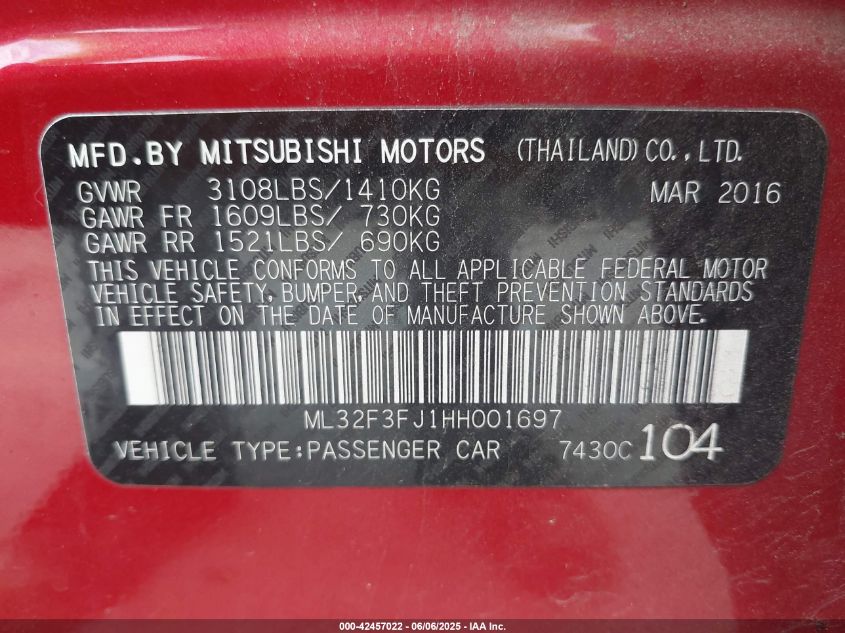 MFD.BY MITSUBISHI MOTORS (THAILAND) CO.,LTD.
GVWR 3108LBS/1410KG MAR 2016
GAWR FR 1609LBS/ 730KG
GAWR RR 1521LBS/ 690KG
THIS VEHICLE CONFORMS TO ALL APPLICABLE FEDERAL MOTOR
VEHICLE SAFETY, BUMPER, AND THEFT PREVENTION STANDARDS
IN EFFECT ON THE DATE OF MANUFACTURE SHOWN ABOVE.
ML32F3FJ1HH001697
VEHICLE TYPE:PASSENGER CAR 7430C 104
000-42457022 | 06/06/2025 - IAA Inc.